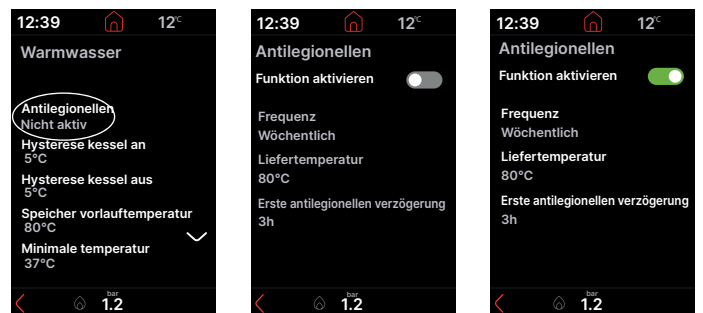 12:39 12°C
Warmwasser
Antilegionellen
Nicht aktiv
Hysterese kessel an
5°C
Hysterese kessel aus
5°C
Speicher vorlauftemperatur
80°C
Minimale temperatur
37°C
bar
1.2
12:39 12°C
Antilegionellen
Funktion aktivieren
Frequenz
Wöchentlich
Liefertemperatur
80°C
Erste antilegionellen verzögerung
3h
bar
1.2
12:39 12°C
Antilegionellen
Funktion aktivieren
Frequenz
Wöchentlich
Liefertemperatur
80°C
Erste antilegionellen verzögerung
3h
bar
1.2